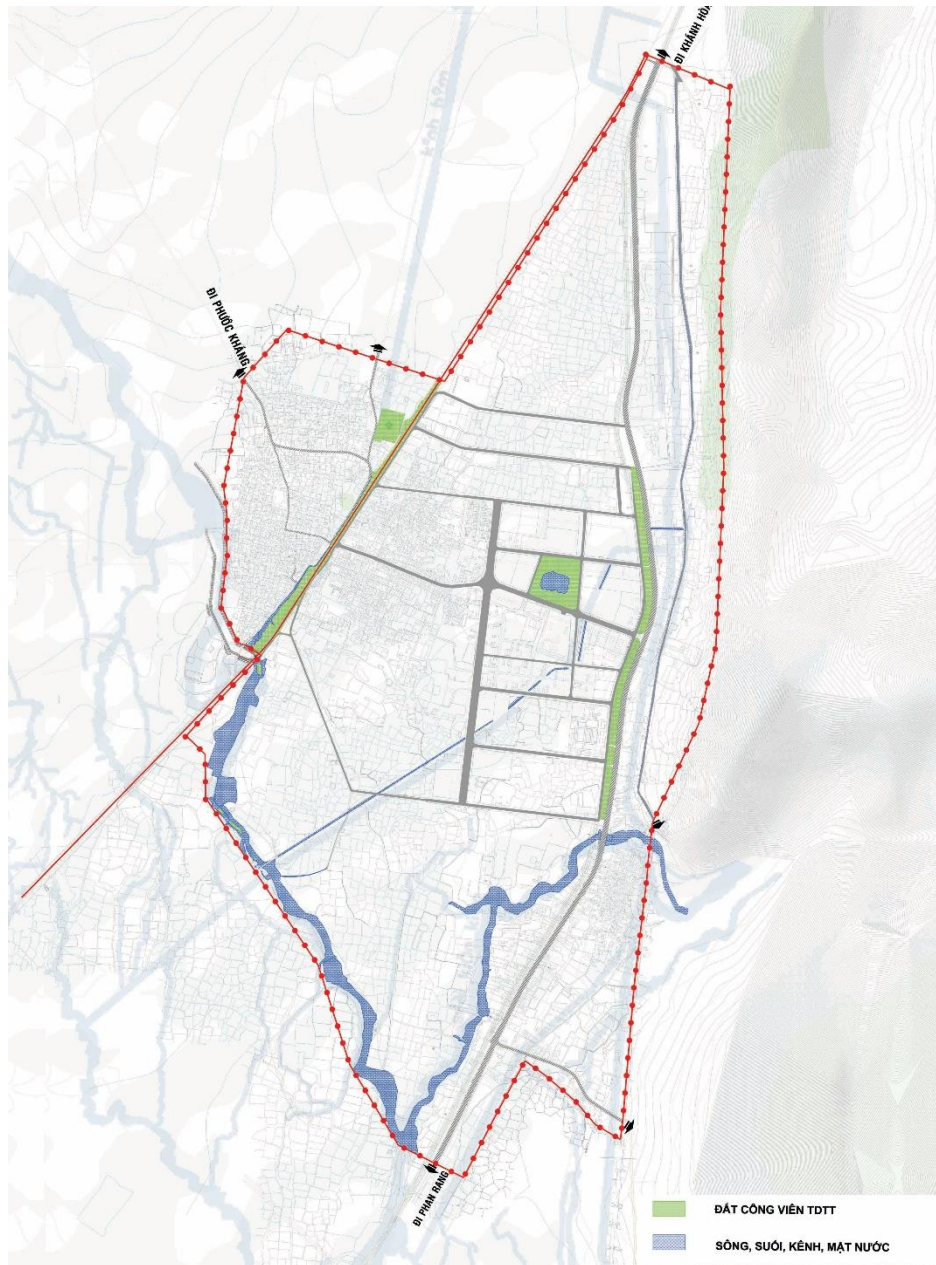 ĐI KHÁNH HÒA
ĐI PHƯỚC KHÁNG
ĐI PHAN RANG
ĐẤT CÔNG VIÊN TDTT
SÔNG, SUỐI, KÊNH, MẶT NƯỚC